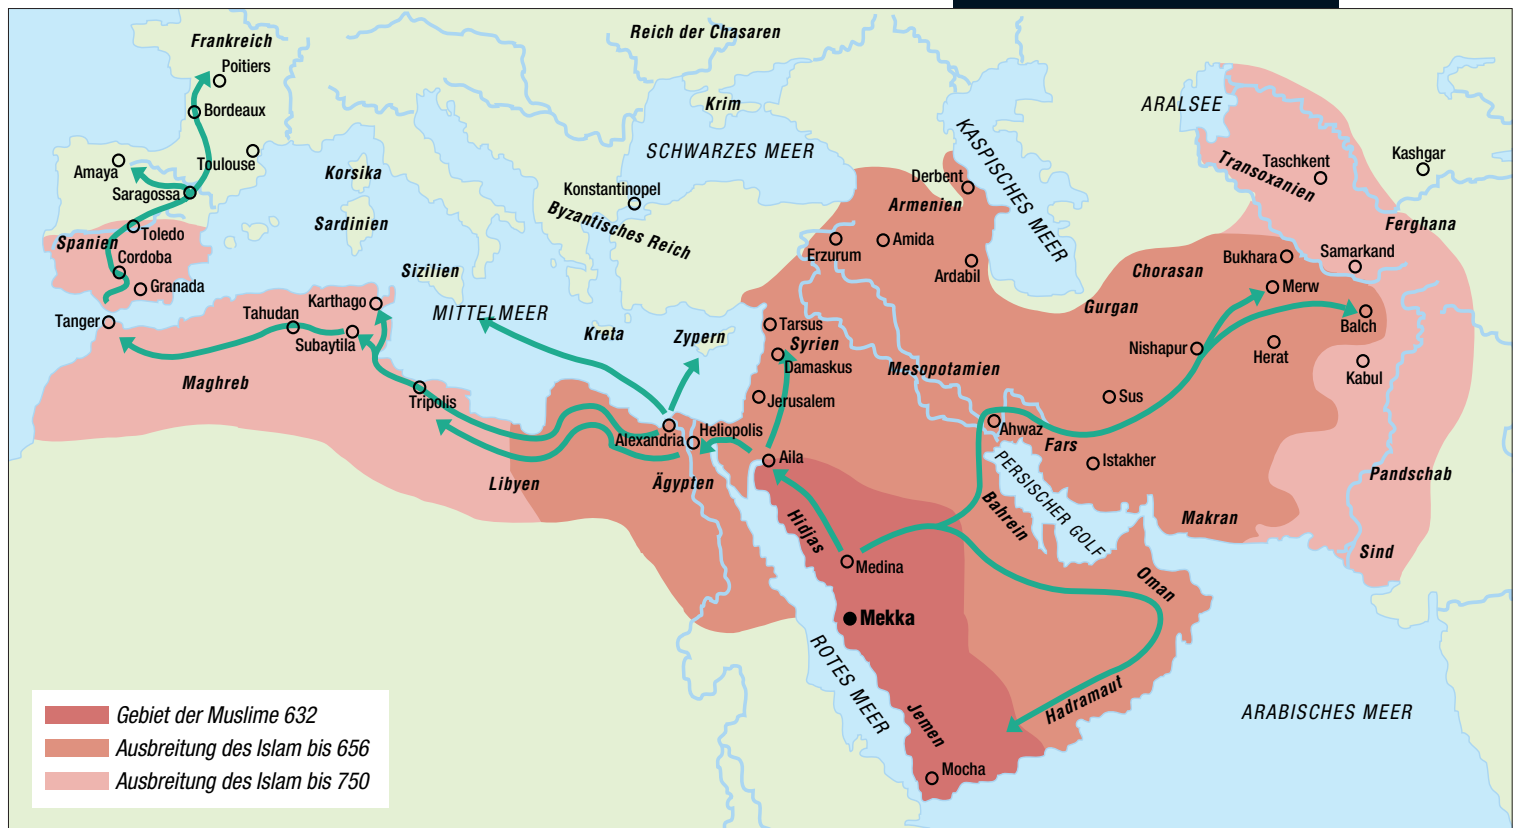 Frankreich
Poitiers
Bordeaux
Toulouse
Amaya
Saragossa
Spanien
Toledo
Cordoba
Granada
Tanger
Korsika
Sardinien
Sizilien
MITTELMEER
Karthago
Tahudan
Subaytila
Maghreb
Tripolis
Libyen
Reich der Chasaren
Krim
SCHWARZES MEER
Konstantinopel
Byzantisches Reich
Kreta
Zypern
Alexandria
Heliopolis
Ägypten
Aila
Jerusalem
Damaskus
Syrien
Tarsus
Erzurum
Amida
Armenien
Derbent
Ardabil
KASPISCHES MEER
ARALSEE
Transoxanien
Taschkent
Kashgar
Ferghana
Samarkand
Bukhara
Chorasan
Gurgan
Merw
Balch
Nishapur
Herat
Kabul
Mesopotamien
Sus
Ahwaz
Fars
Istakher
PERSISCHER GOLF
Bahrein
Makran
Pandschab
Sind
Oman
Hidjas
Medina
Mekka
ROTES MEER
Jemen
Mocha
Hadramaut
ARABISCHES MEER
Gebiet der Muslime 632
Ausbreitung des Islam bis 656
Ausbreitung des Islam bis 750